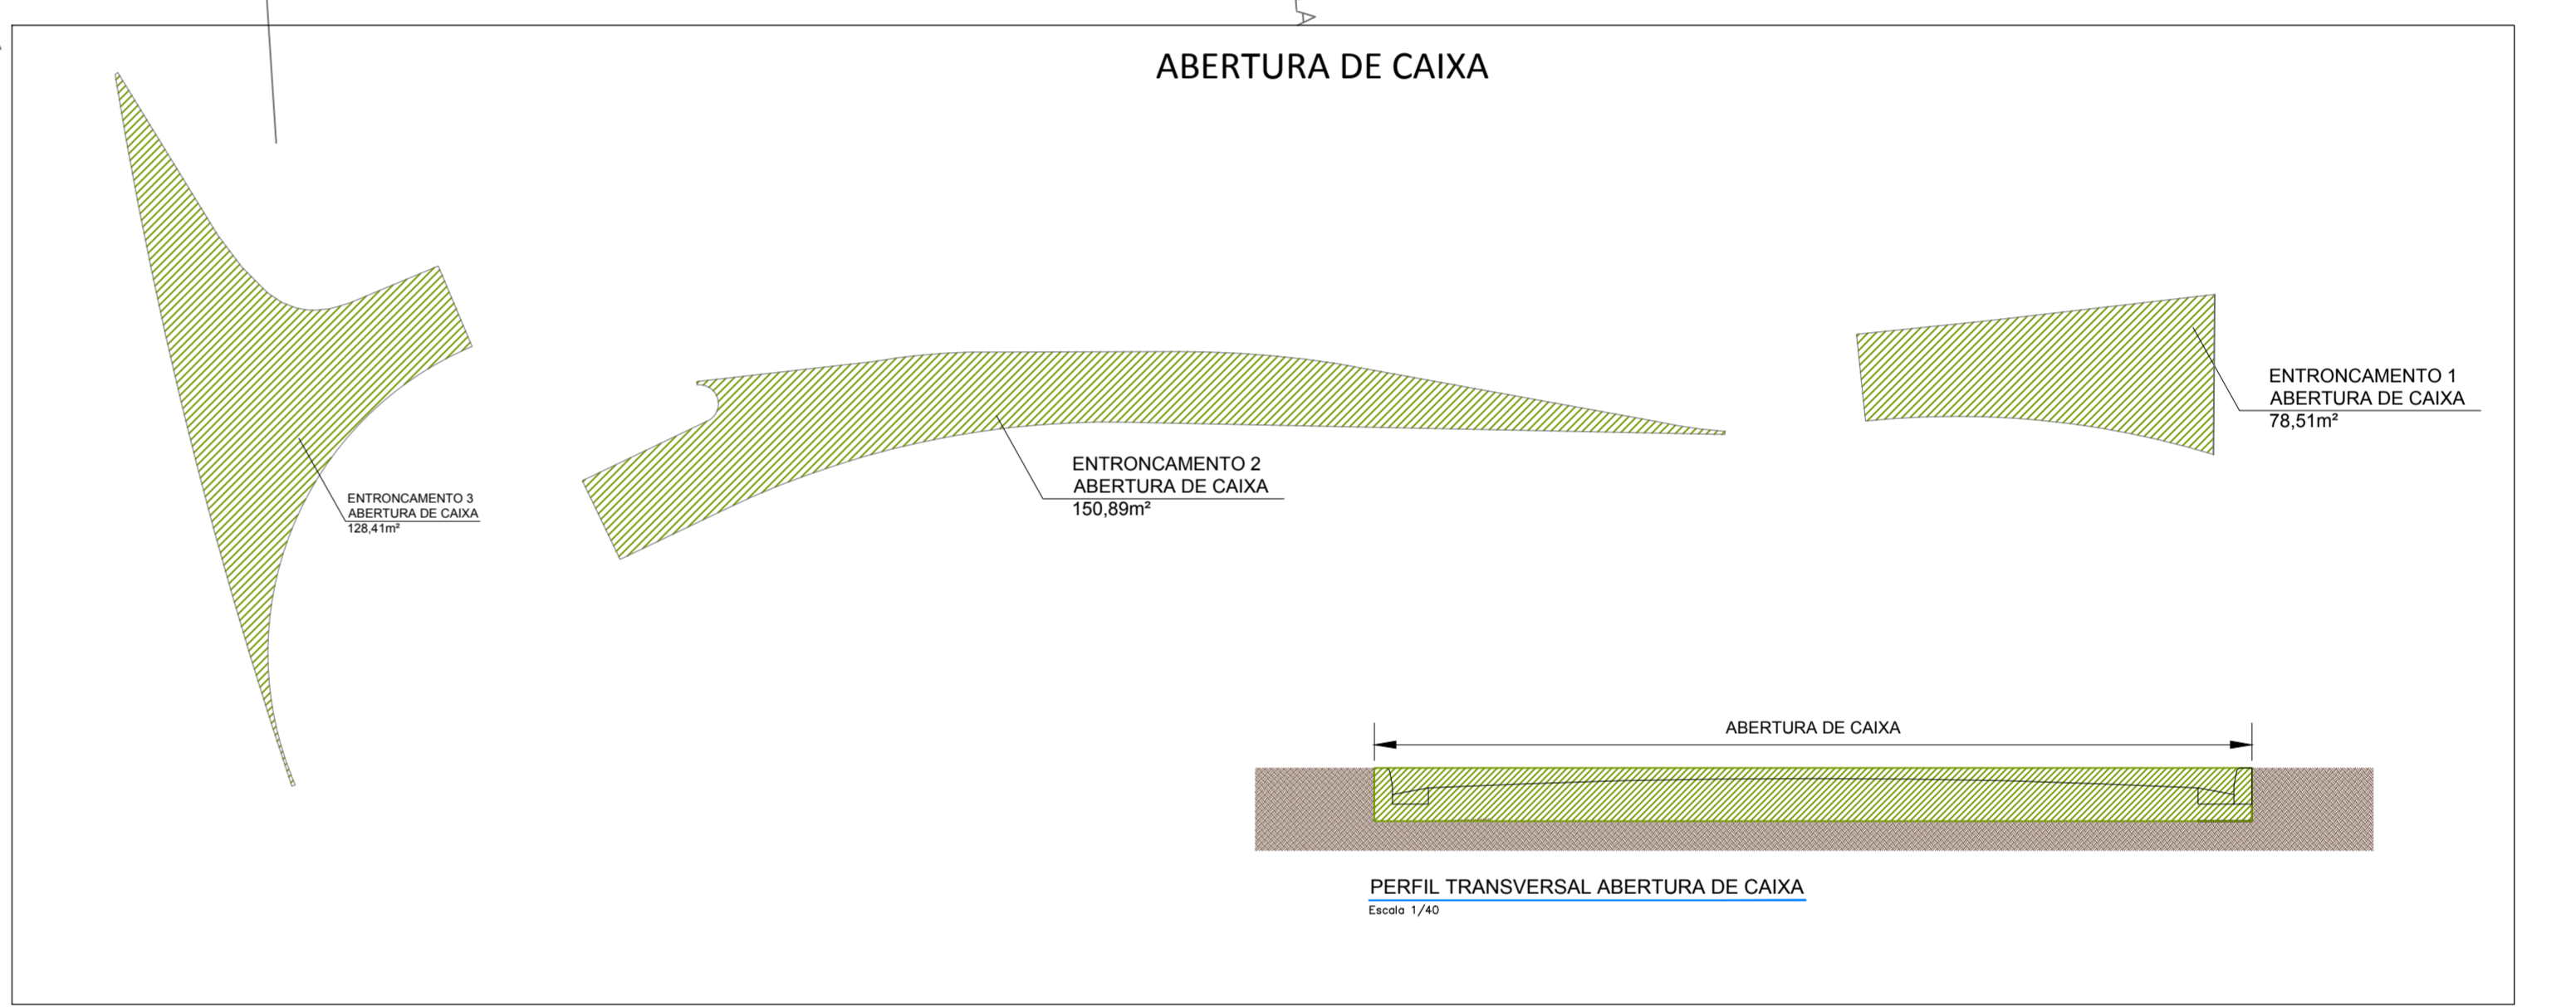 ABERTURA DE CAIXA
ENTRONCAMENTO 1
ABERTURA DE CAIXA
78,51m²
ENTRONCAMENTO 2
ABERTURA DE CAIXA
150,89m²
ENTRONCAMENTO 3
ABERTURA DE CAIXA
128,41m²
ABERTURA DE CAIXA
PERFIL TRANSVERSAL ABERTURA DE CAIXA
Escala 1/40